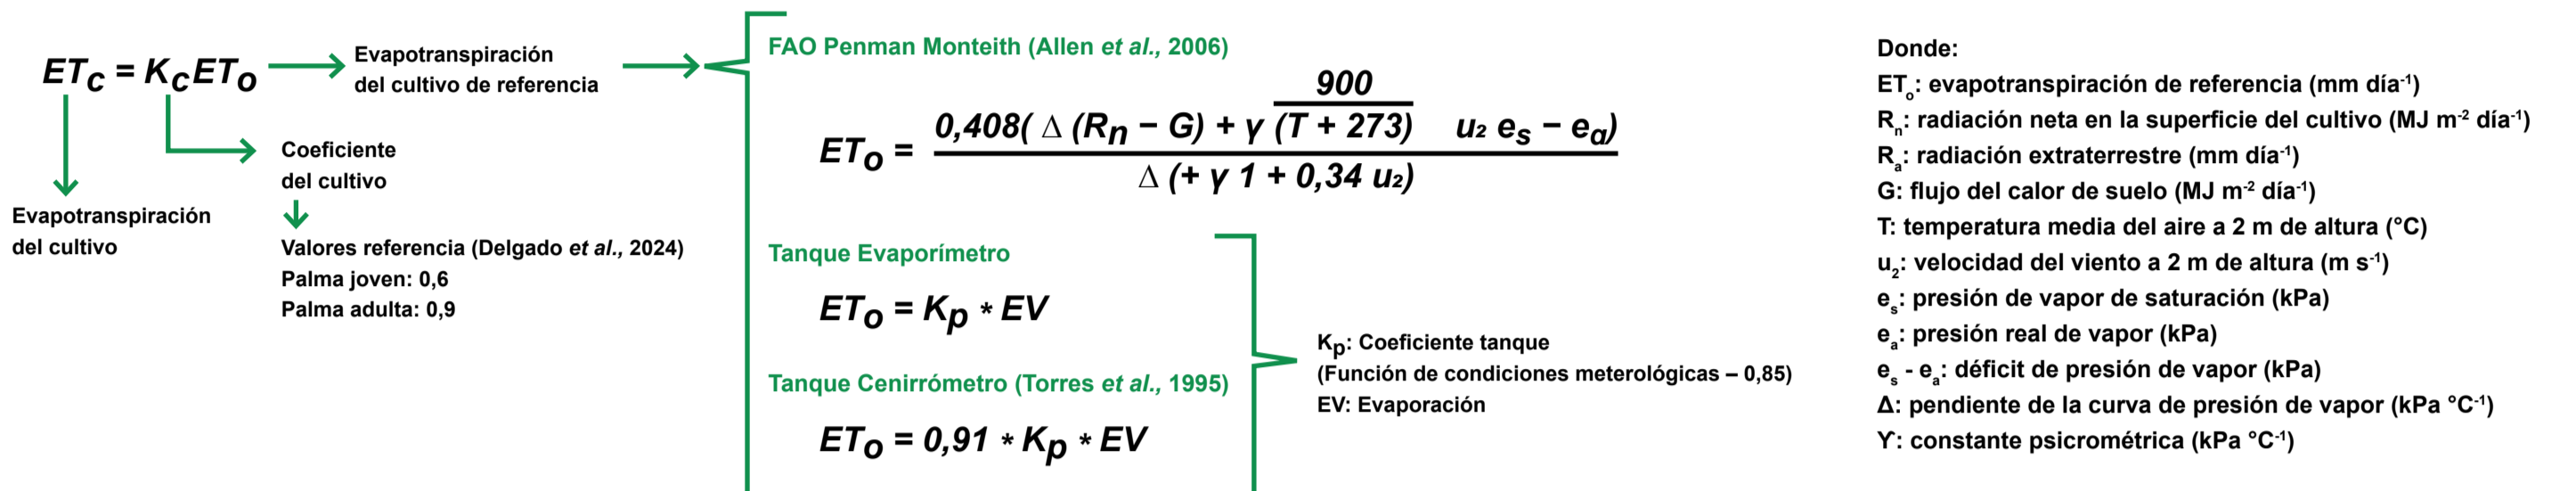 ETc = KcETo
Evapotranspiración
del cultivo de referencia
Coeficiente
del cultivo
Evapotranspiración
del cultivo
Valores referencia (Delgado et al., 2024)
Palma joven: 0,6
Palma adulta: 0,9
FAO Penman Monteith (Allen et al., 2006)
900
0,408( Δ (Rn − G) + γ (T + 273) u₂ es − ea)
ETo =
Δ (+ γ 1 + 0,34 u₂)
Tanque Evaporímetro
ETo = Kp * EV
Tanque Cenirrómetro (Torres et al., 1995)
ETo = 0,91 * Kp * EV
Kp: Coeficiente tanque
(Función de condiciones meterológicas – 0,85)
EV: Evaporación
Donde:
ETo: evapotranspiración de referencia (mm día⁻¹)
Rn: radiación neta en la superficie del cultivo (MJ m⁻² día⁻¹)
Ra: radiación extraterrestre (mm día⁻¹)
G: flujo del calor de suelo (MJ m⁻² día⁻¹)
T: temperatura media del aire a 2 m de altura (°C)
u₂: velocidad del viento a 2 m de altura (m s⁻¹)
es: presión de vapor de saturación (kPa)
ea: presión real de vapor (kPa)
es - ea: déficit de presión de vapor (kPa)
Δ: pendiente de la curva de presión de vapor (kPa °C⁻¹)
ϒ: constante psicrométrica (kPa °C⁻¹)